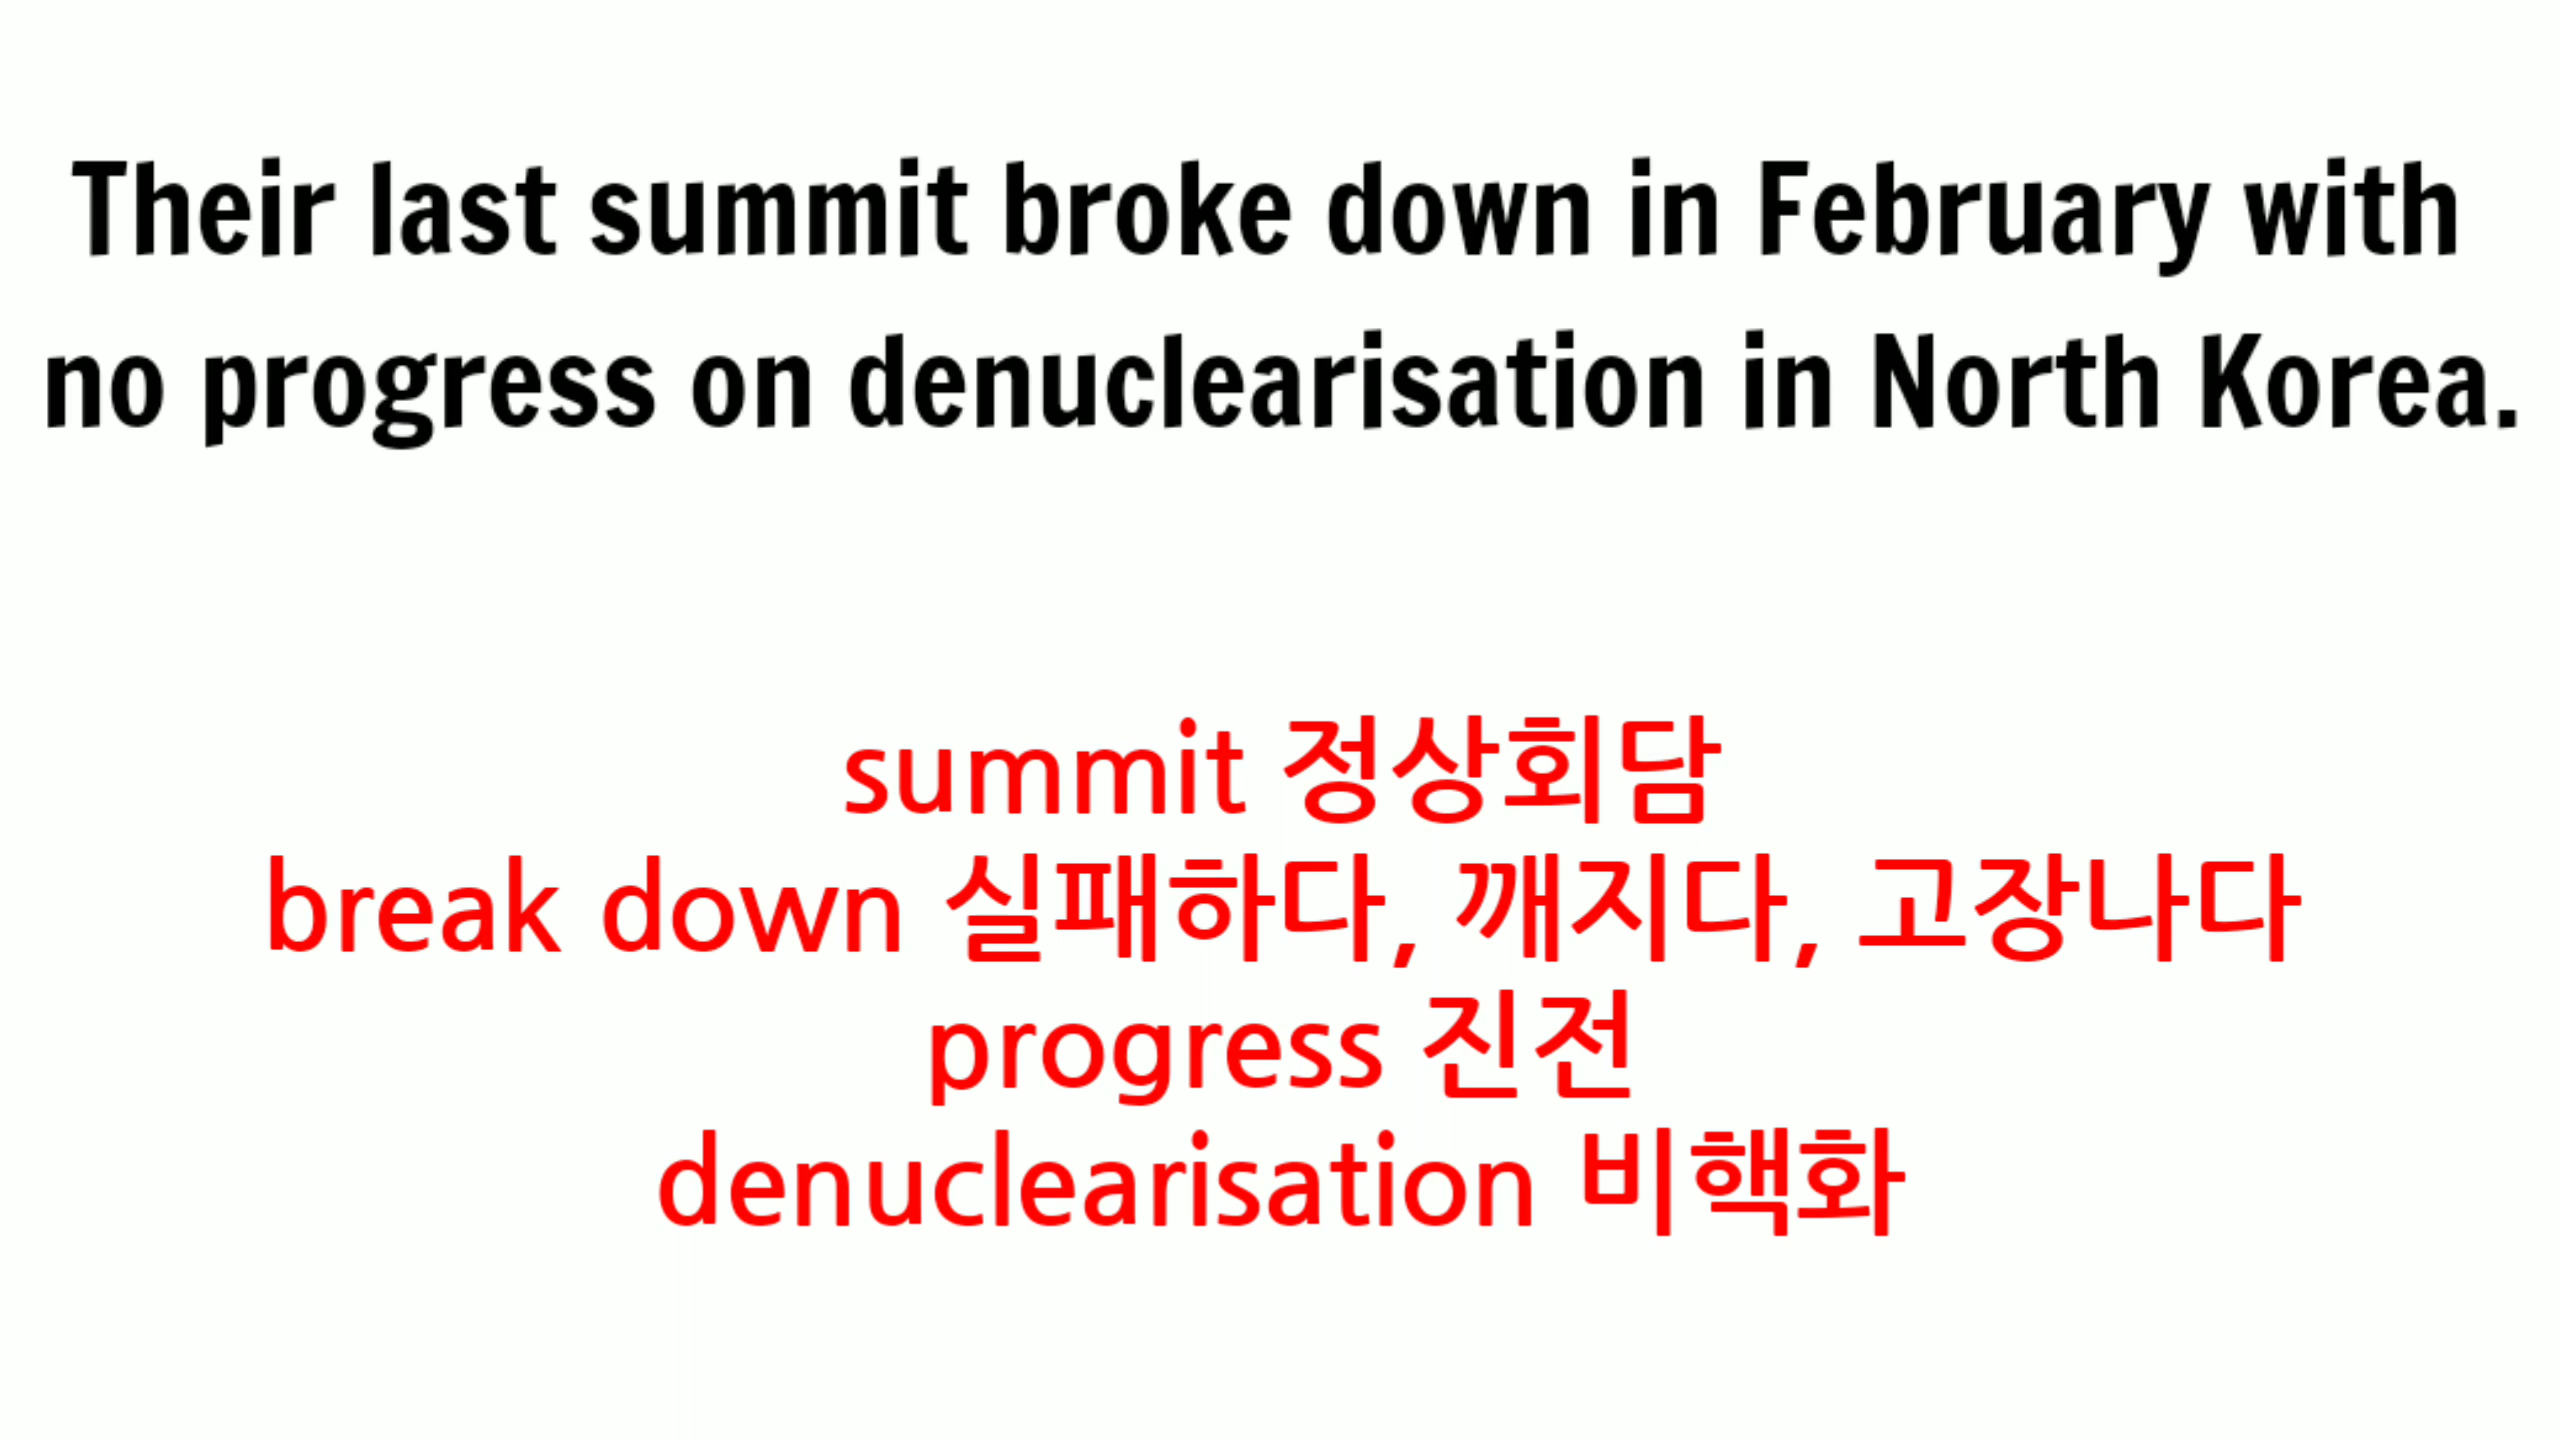 Their last summit broke down in February with
no progress on denuclearisation in North Korea.
summit 정상회담
break down 실패하다, 깨지다, 고장나다
progress 진전
denuclearisation 비핵화